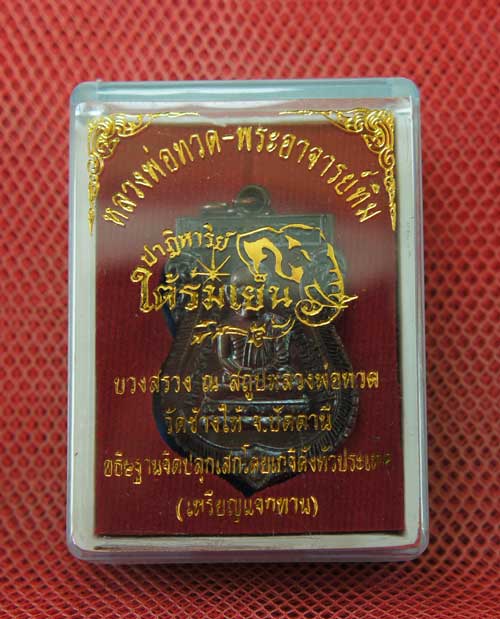 หลวงพ่อทวด-พระอาจารย์ทิม
ปาฏิหาริย์
ใต้ร่มเย็น
บวงสรวง ณ สถูปหลวงพ่อทวด
วัดช้างให้ จ.ปัตตานี
อธิษฐานจิตปลุกเสกโดยเกจิดังทั่วประเทศ
(เหรียญแจกทาน)